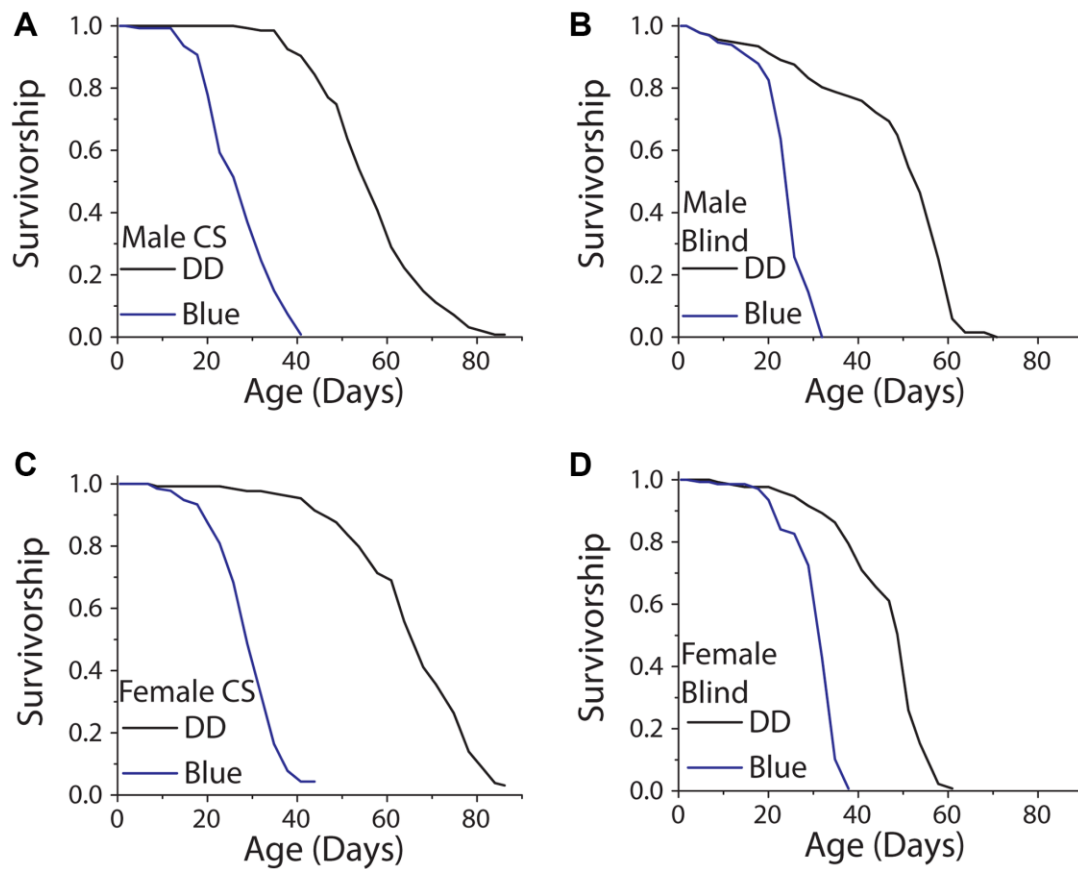 A
Survivorship
1.0
0.8
0.6
0.4
0.2
0.0
Male CS
DD
Blue
0 20 40 60 80
Age (Days)
B
Survivorship
1.0
0.8
0.6
0.4
0.2
0.0
Male
Blind
DD
Blue
0 20 40 60 80
Age (Days)
C
Survivorship
1.0
0.8
0.6
0.4
0.2
0.0
Female CS
DD
Blue
0 20 40 60 80
Age (Days)
D
Survivorship
1.0
0.8
0.6
0.4
0.2
0.0
Female
Blind
DD
Blue
0 20 40 60 80
Age (Days)